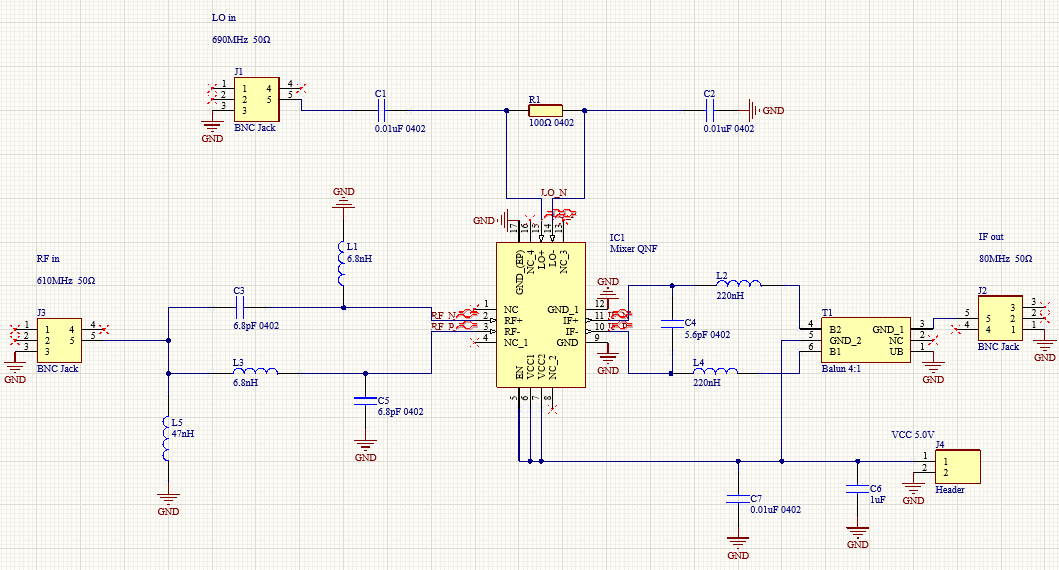 LO in
690MHz 50Ω
J1
1 1 4 4
2 2 5 5
3 3
BNC Jack
GND
C1
0.01uF 0402
R1
100Ω 0402
C2
0.01uF 0402
GND
LO_N
GND
17 16 15 14 13
GND (EP)
NC_4
LO+
LO-
NC_3
IC1
Mixer QNF
1 NC
2 RF+
3 RF-
4 NC_1
GND_1 12
IF+ 11
IF- 10
GND 9
EN
VCC1
VCC2
NC_2
5 6 7 8
RF_N
RF_P
GND
GND
RF in
610MHz 50Ω
J3
1 1 4 4
2 2 5 5
3 3
BNC Jack
GND
GND
L1
6.8nH
C3
6.8pF 0402
L3
6.8nH
C5
6.8pF 0402
GND
L5
47nH
GND
L2
220nH
C4
5.6pF 0402
L4
220nH
T1
4 B2 GND_1 3
5 GND_2 NC 2
6 B1 UB 1
Balun 4:1
GND
IF out
80MHz 50Ω
J2
3 3
5 5 2 2
4 4 1 1
BNC Jack
GND
VCC 5.0V
J4
1 1
2 2
Header
GND
C7
0.01uF 0402
GND
C6
1uF
GND